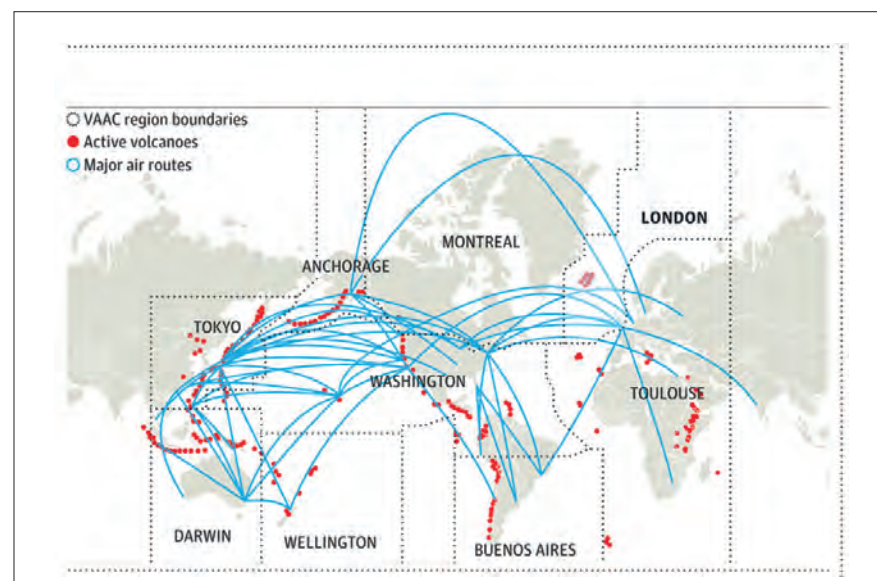 VAAC region boundaries
Active volcanoes
Major air routes
LONDON
MONTREAL
ANCHORAGE
TOKYO
WASHINGTON
TOULOUSE
DARWIN
WELLINGTON
BUENOS AIRES